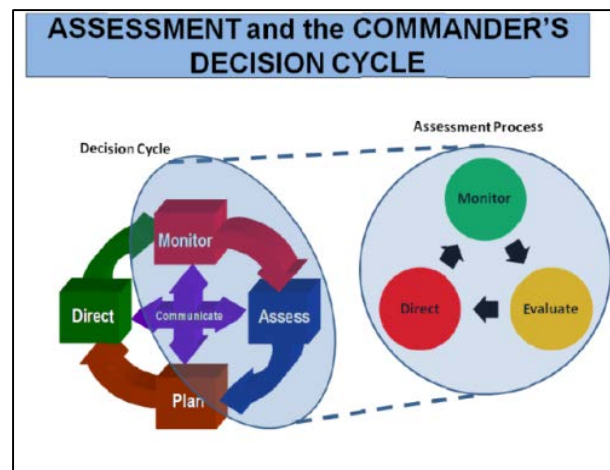 ASSESSMENT and the COMMANDER'S
DECISION CYCLE
Decision Cycle
Assessment Process
Monitor
Direct
Communicate
Assess
Plan
Monitor
Direct
Evaluate